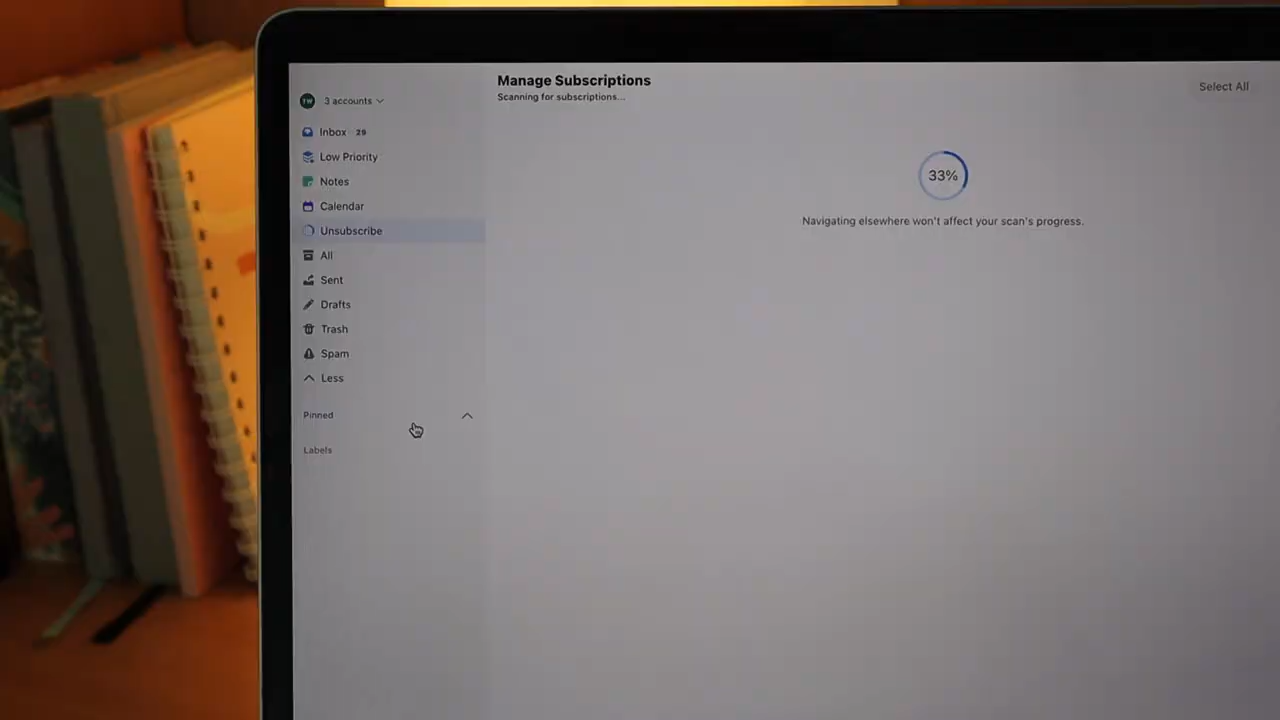 3 accounts
Inbox 29
Low Priority
Notes
Calendar
Unsubscribe
All
Sent
Drafts
Trash
Spam
Less
Pinned
Labels
Manage Subscriptions
Scanning for subscriptions...
Select All
33%
Navigating elsewhere won't affect your scan's progress.